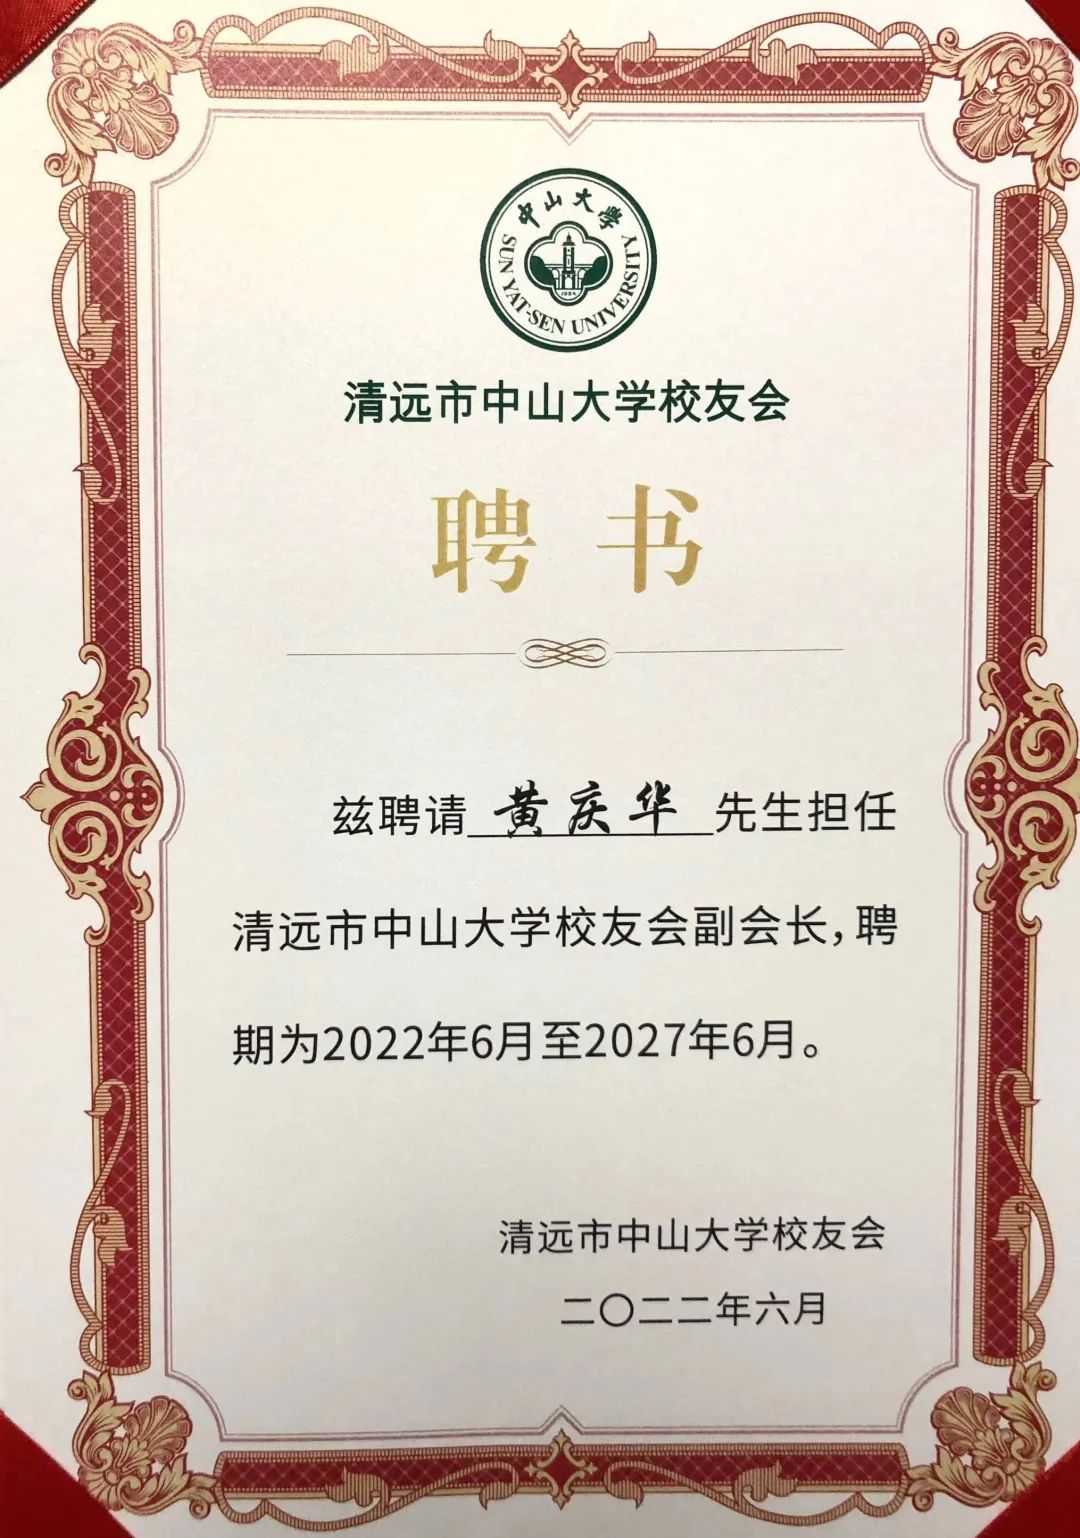 中山大學
SUN YAT-SEN UNIVERSITY
1924
清远市中山大学校友会
聘书
兹聘请 黄庆华 先生担任
清远市中山大学校友会副会长，聘
期为2022年6月至2027年6月。
清远市中山大学校友会
二〇二二年六月